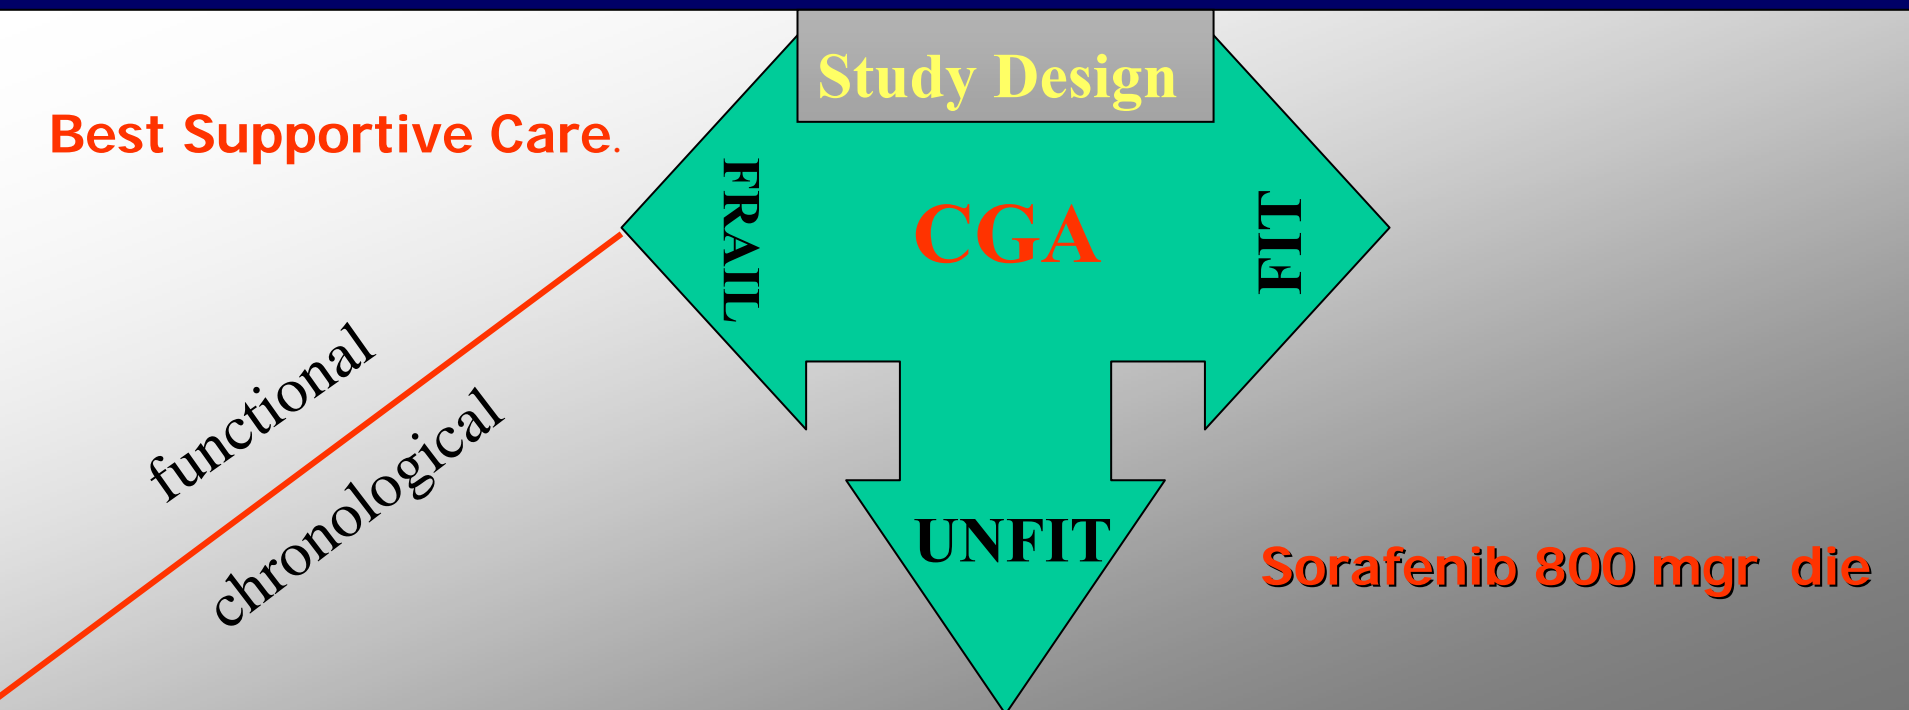 Study Design
Best Supportive Care.
FRAIL
CGA
FIT
functional
chronological
UNFIT
Sorafenib 800 mgr die